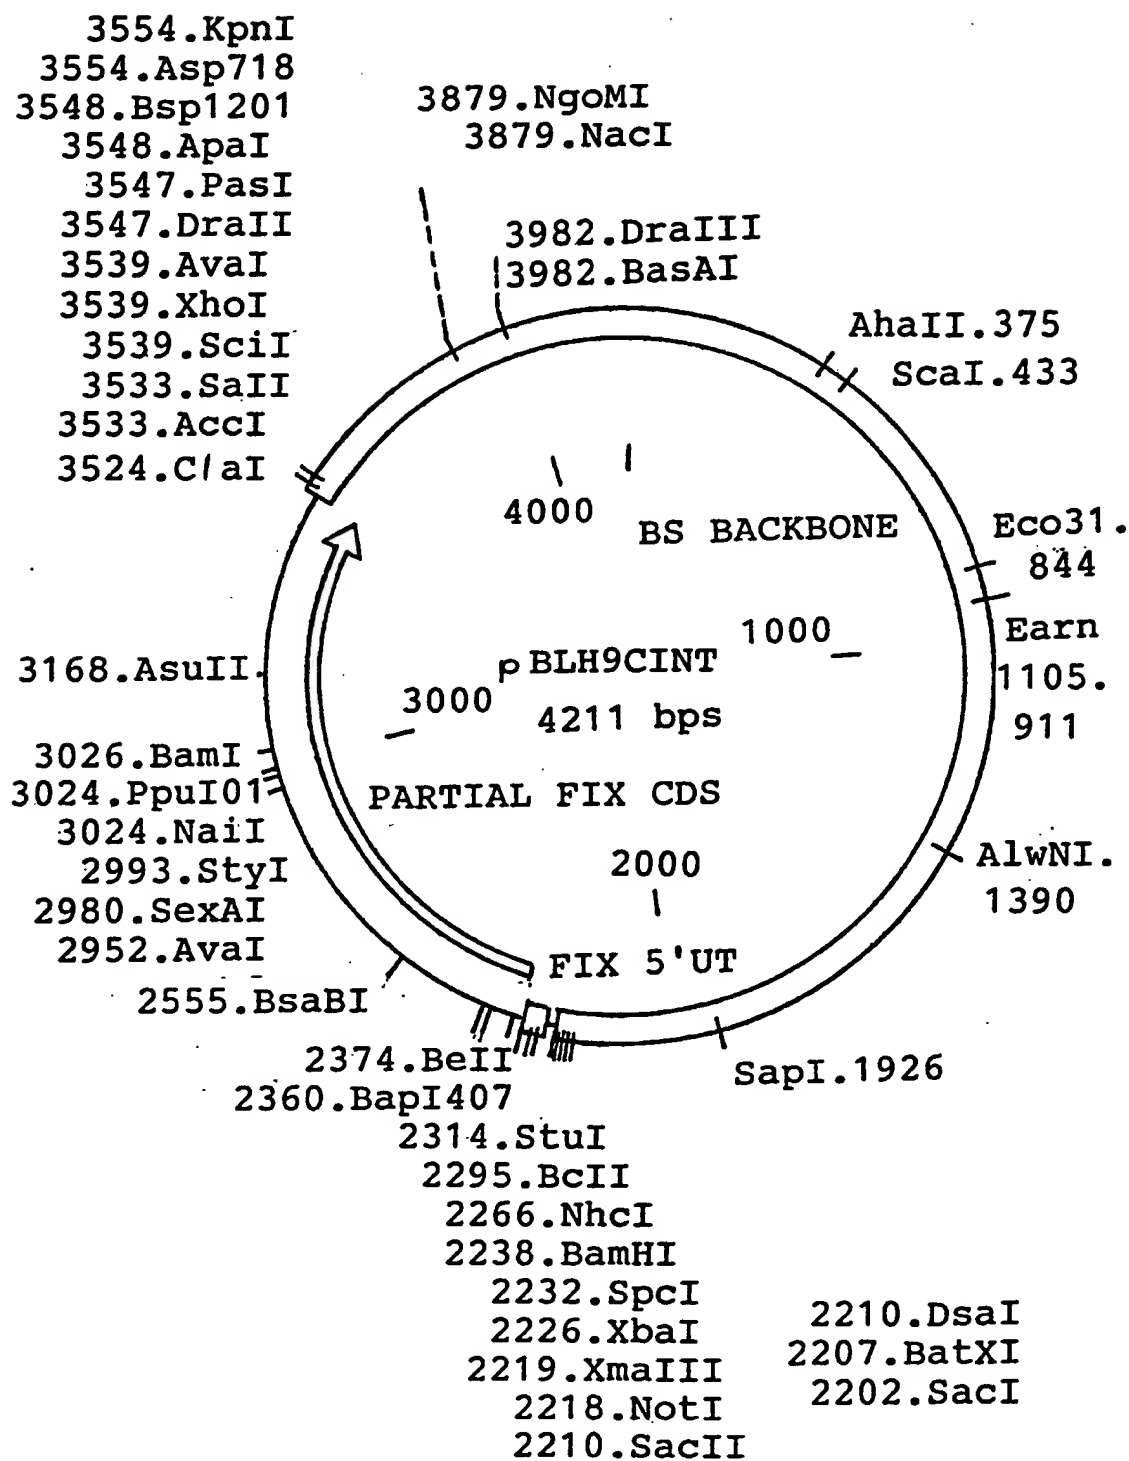 3554.KpnI
3554.Asp718
3548.Bsp1201
3548.ApaI
3547.PasI
3547.DraII
3539.AvaI
3539.XhoI
3539.SciI
3533.SaII
3533.AccI
3524.ClaI
3879.NgoMI
3879.NacI
3982.DraIII
3982.BasAI
AhaII.375
ScaI.433
4000
BS BACKBONE
Eco31.
844
Earn
1105.
911
1000
3168.AsuII.
pBLH9CINT
3000
4211 bps
3026.BamI
3024.PpuI01
3024.NaiI
2993.StyI
2980.SexAI
2952.AvaI
PARTIAL FIX CDS
2000
AlwNI.
1390
FIX 5'UT
2555.BsaBI
SapI.1926
2374.BeII
2360.BapI407
2314.StuI
2295.BcII
2266.NhcI
2238.BamHI
2232.SpcI
2226.XbaI
2219.XmaIII
2218.NotI
2210.SacII
2210.DsaI
2207.BatXI
2202.SacI